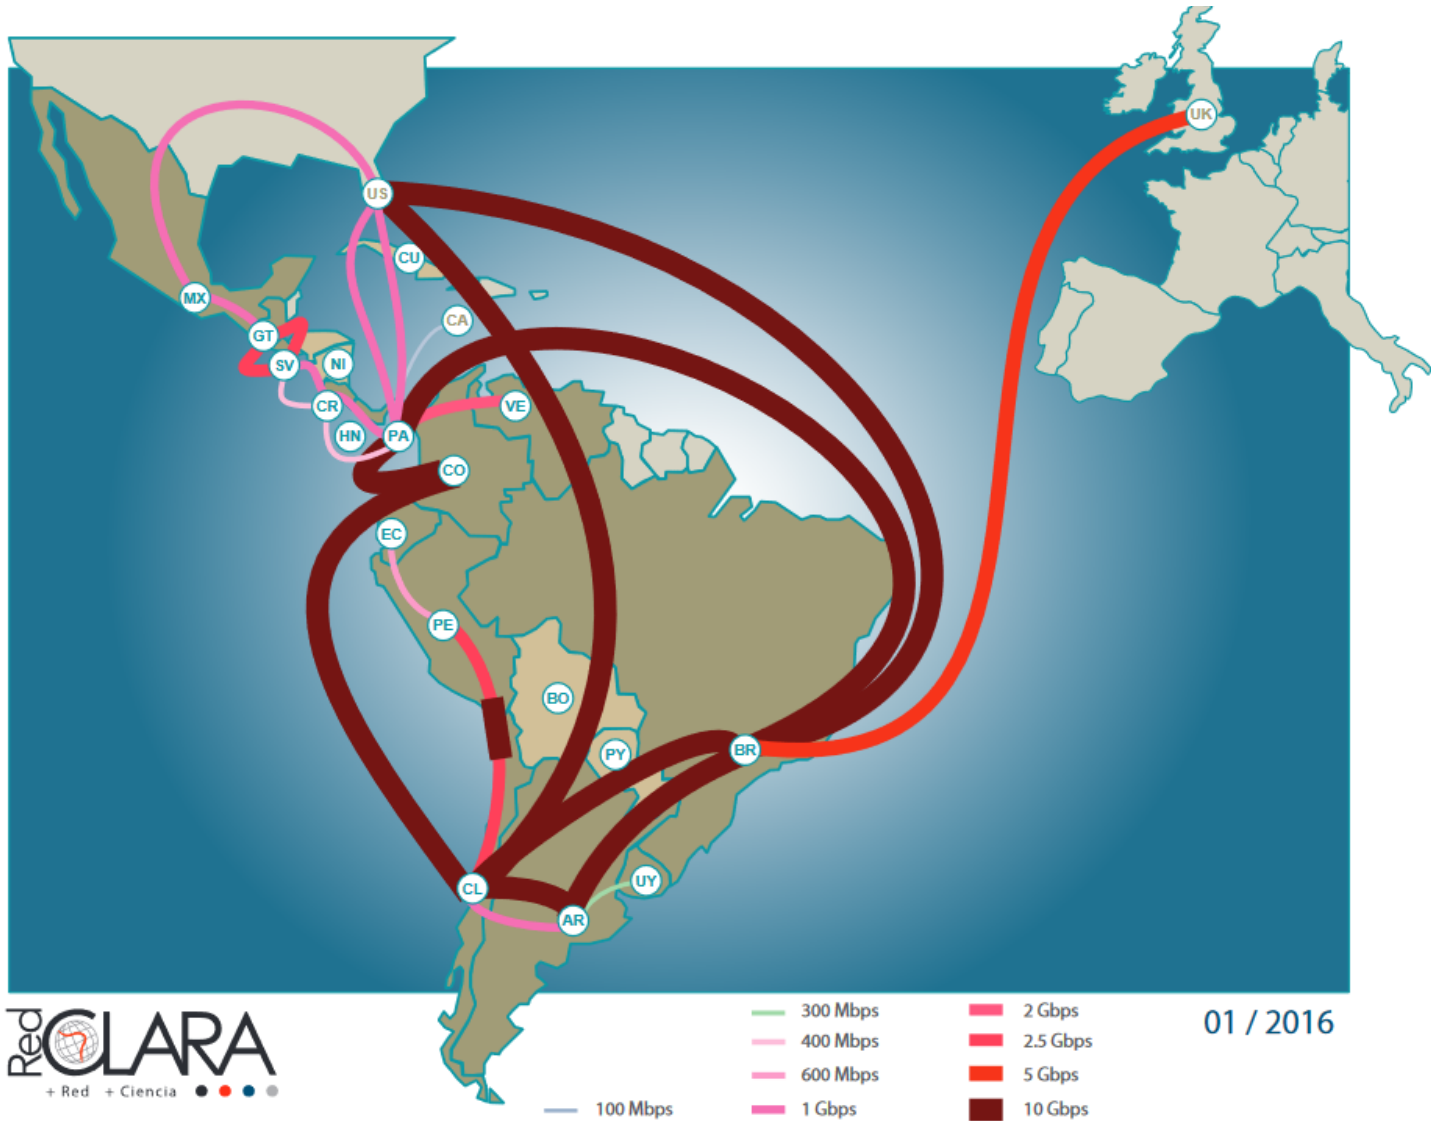 UK
US
CU
MX
CA
GT
SV
NI
CR
VE
HN
PA
CO
EC
PE
BO
BR
PY
UY
CL
AR
Red
CLARA
+ Red + Ciencia
300 Mbps
400 Mbps
600 Mbps
100 Mbps
1 Gbps
2 Gbps
2.5 Gbps
5 Gbps
10 Gbps
01 / 2016